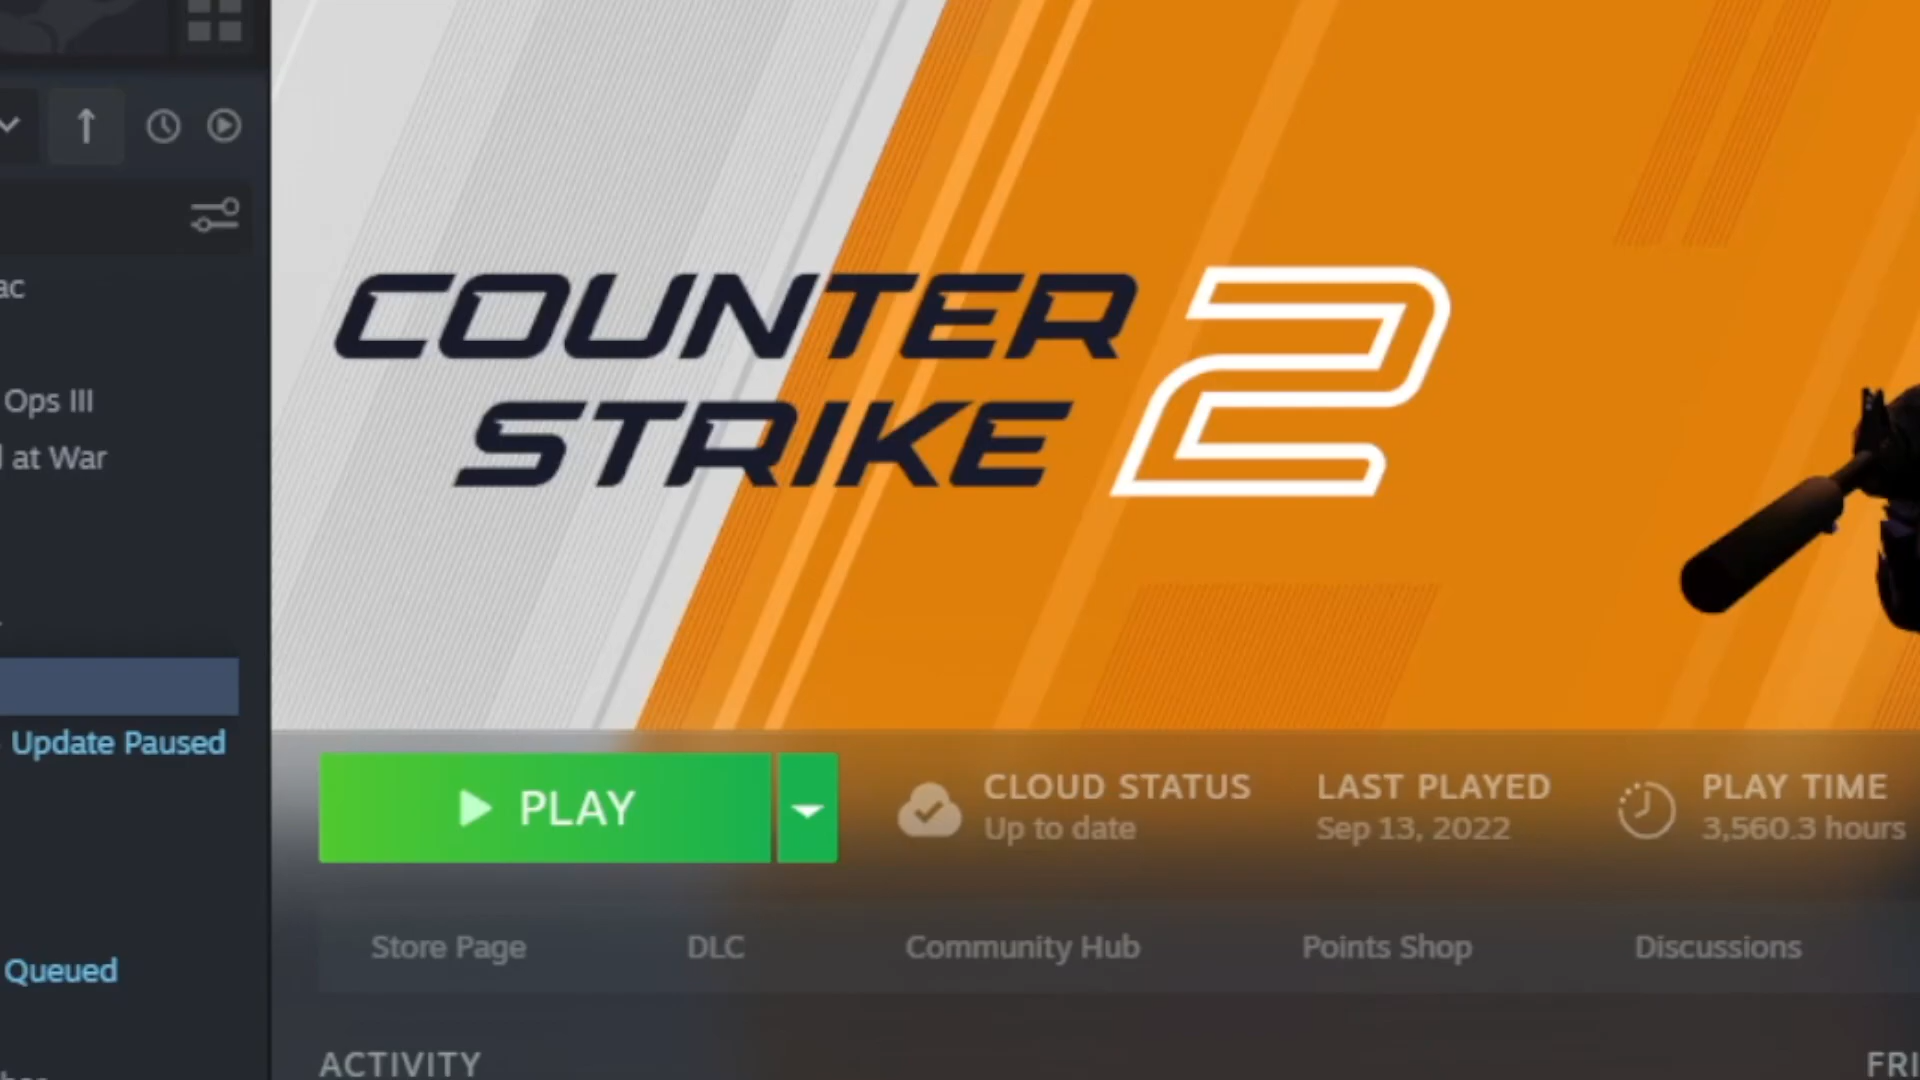 ac
Ops III
at War
Update Paused
Queued
COUNTER
STRIKE 2
PLAY
CLOUD STATUS
Up to date
LAST PLAYED
Sep 13, 2022
PLAY TIME
3,560.3 hours
Store Page
DLC
Community Hub
Points Shop
Discussions
ACTIVITY
FRI